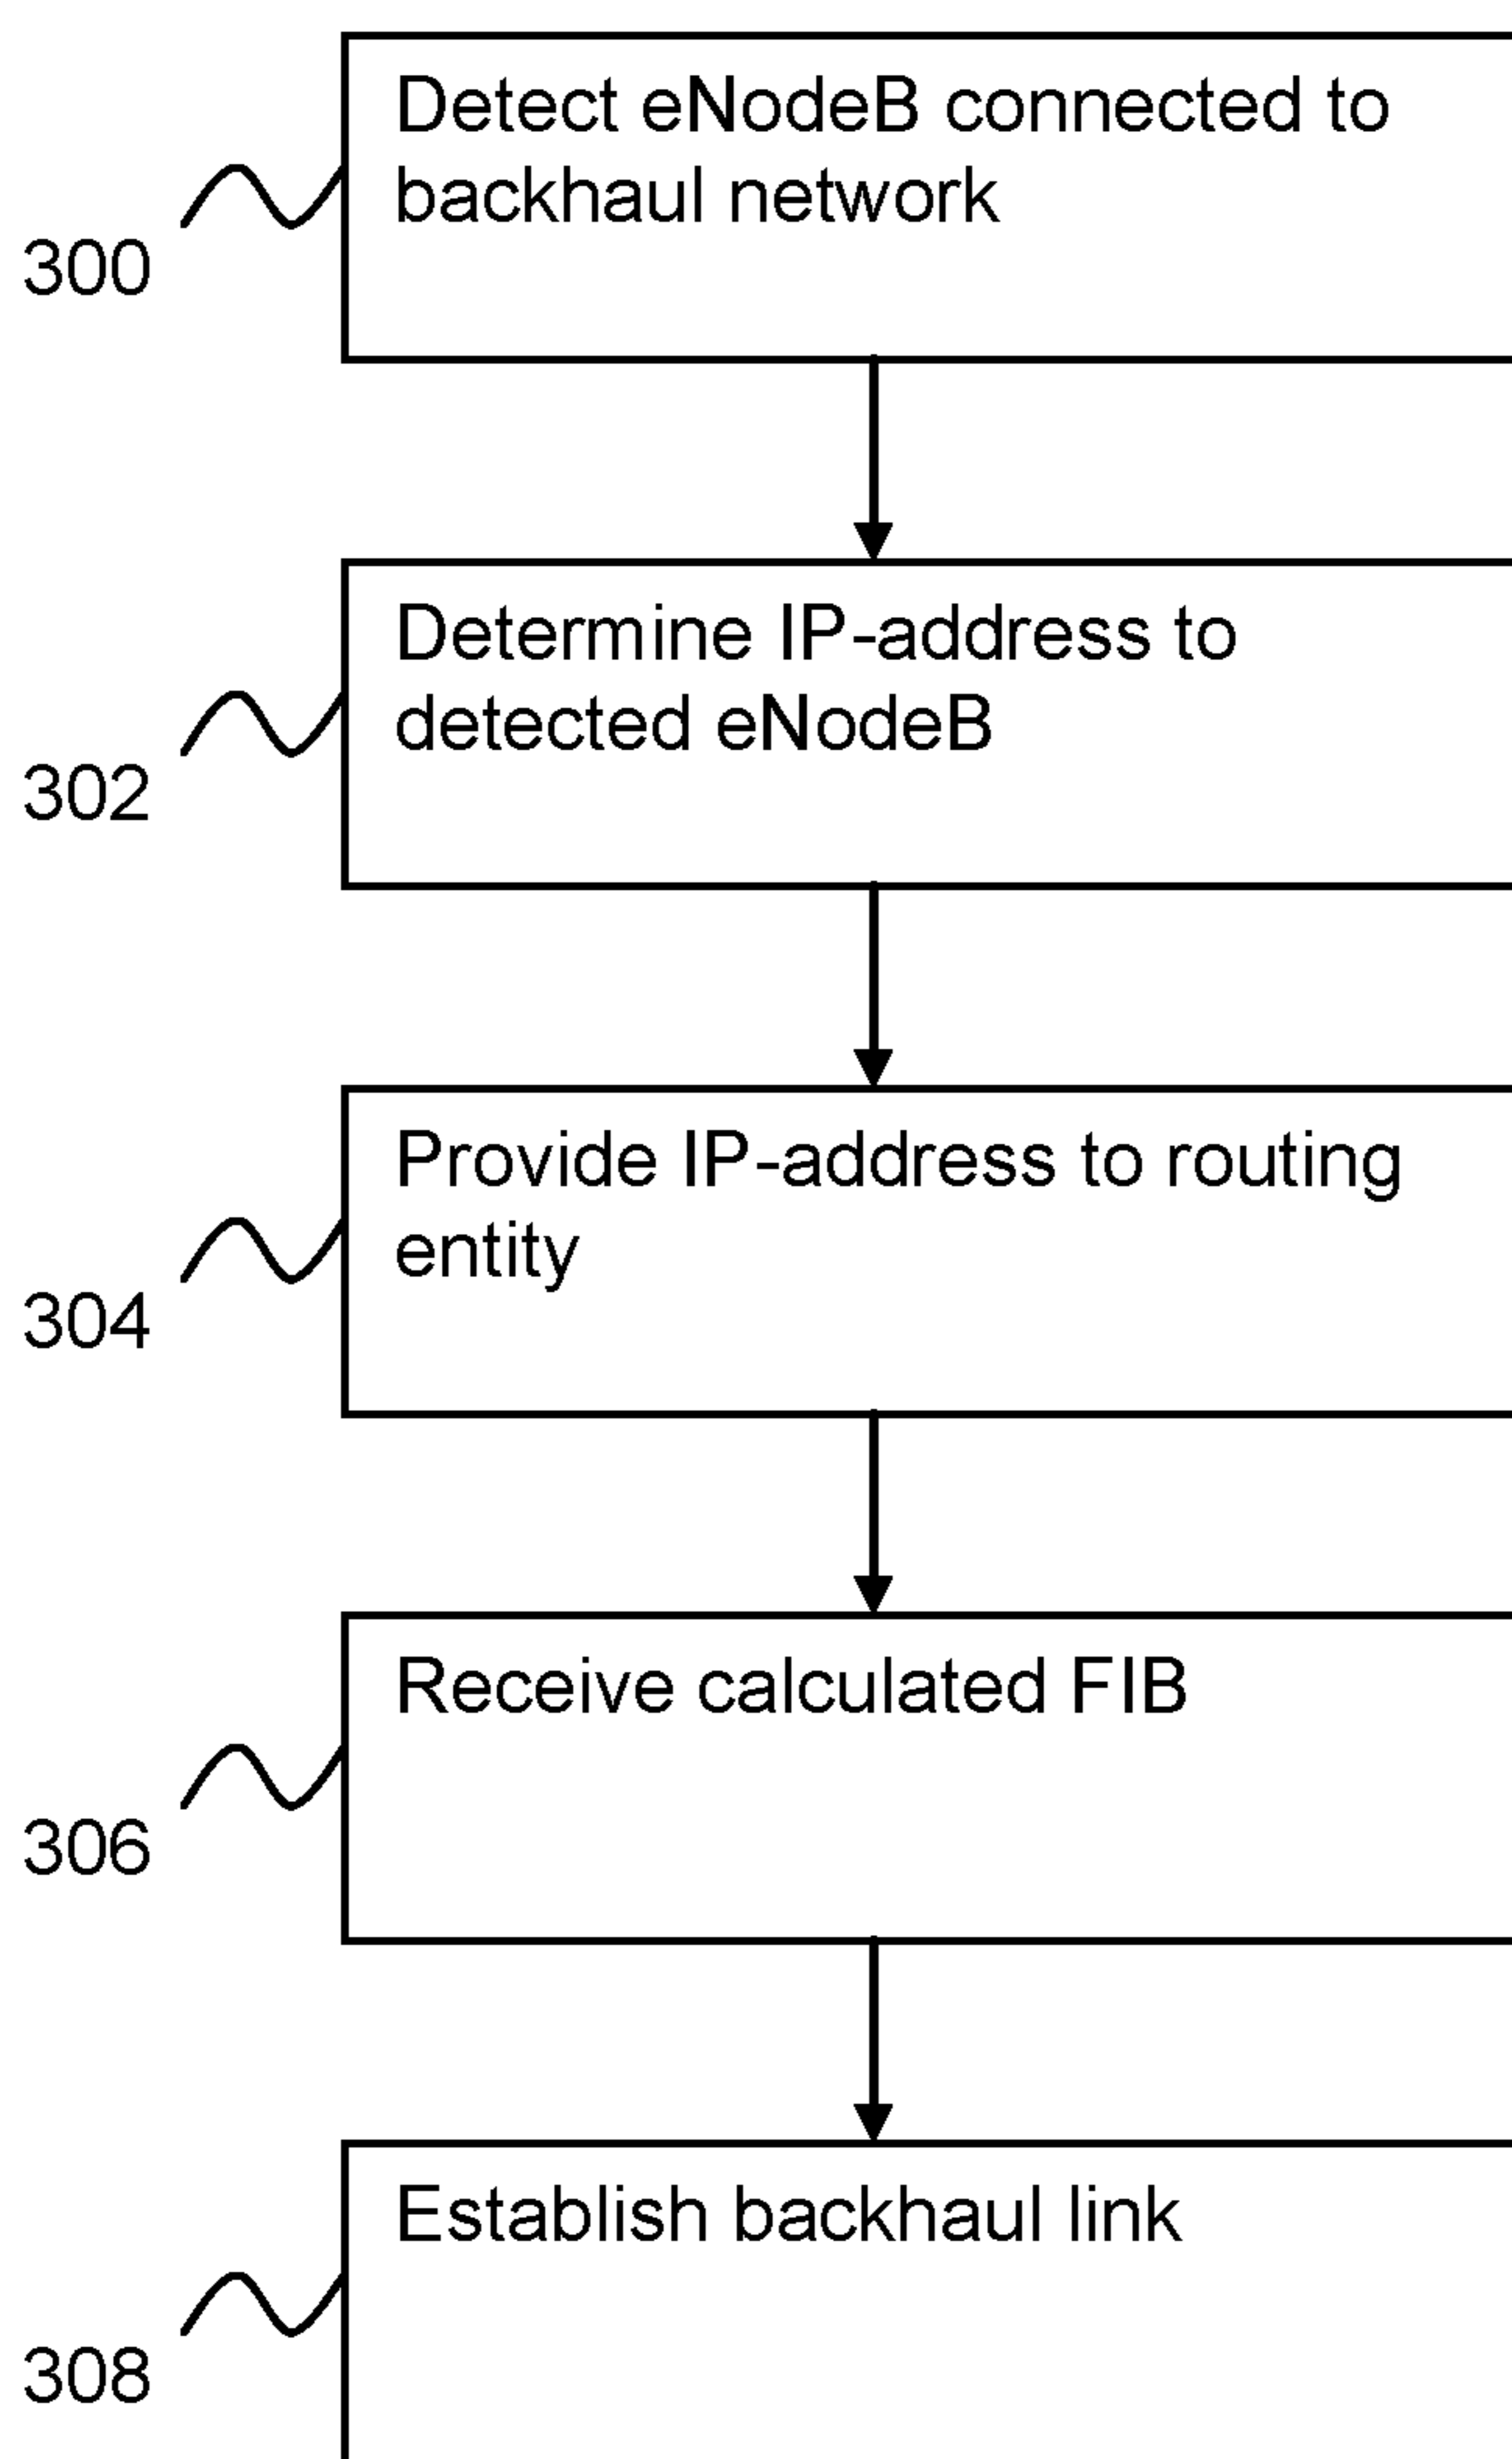 Detect eNodeB connected to
backhaul network
300
Determine IP-address to
detected eNodeB
302
Provide IP-address to routing
entity
304
Receive calculated FIB
306
Establish backhaul link
308